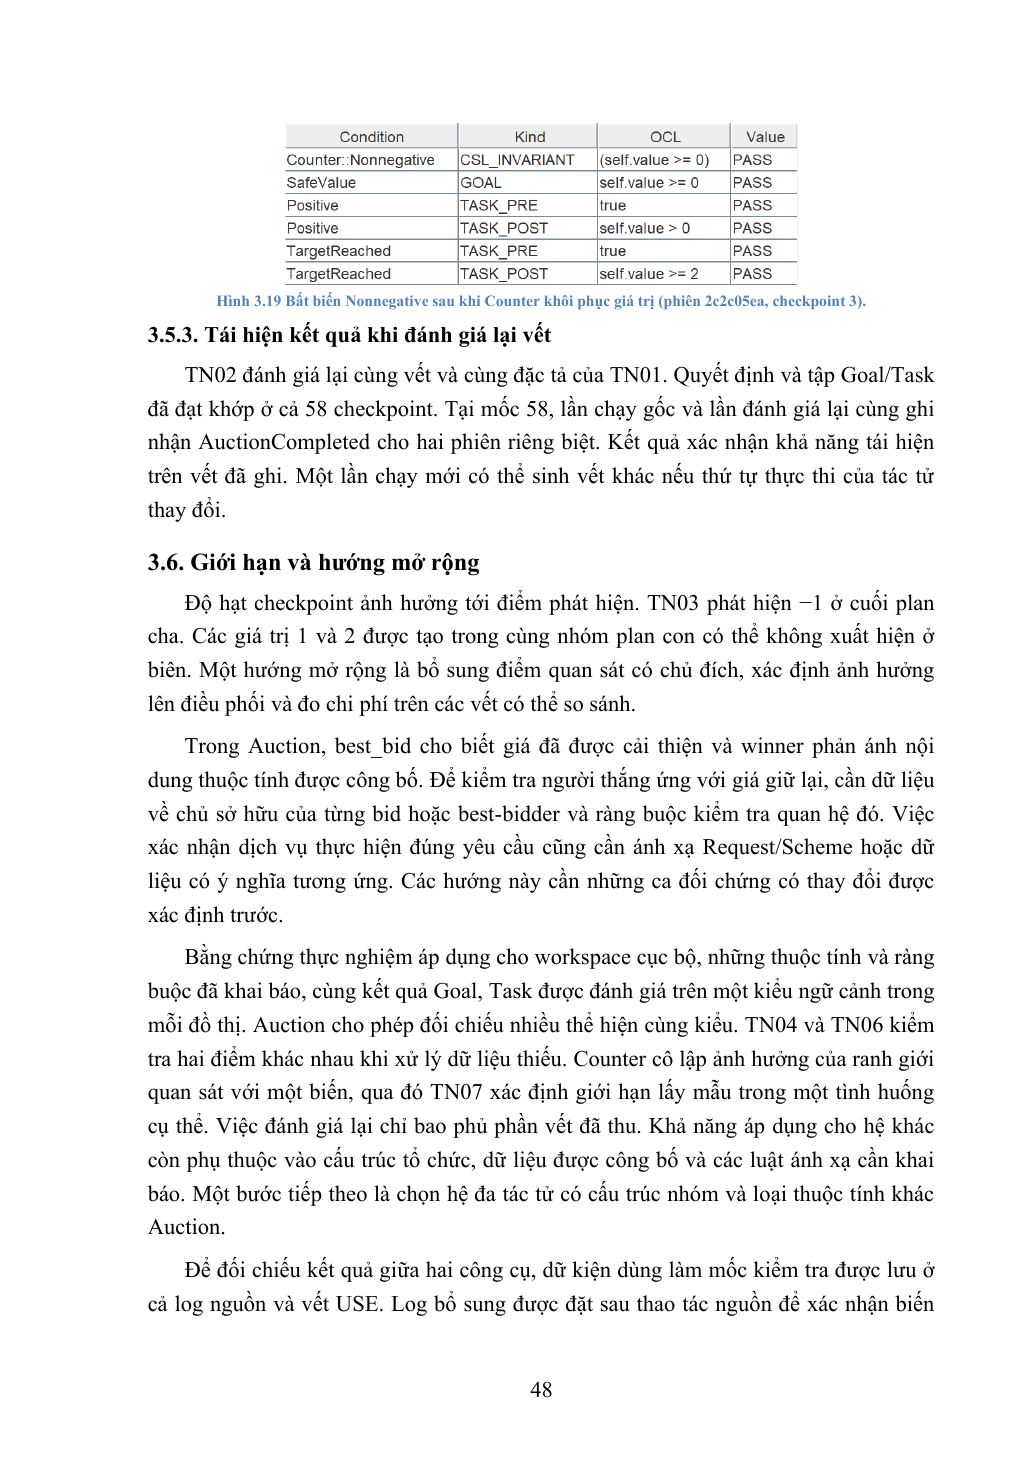 Condition Kind OCL Value
Counter::Nonnegative CSL_INVARIANT (self.value >= 0) PASS
SafeValue GOAL self.value >= 0 PASS
Positive TASK_PRE true PASS
Positive TASK_POST self.value > 0 PASS
TargetReached TASK_PRE true PASS
TargetReached TASK_POST self.value >= 2 PASS
Hình 3.19 Bất biến Nonnegative sau khi Counter khôi phục giá trị (phiên 2c2c05ea, checkpoint 3).
3.5.3. Tái hiện kết quả khi đánh giá lại vết
TN02 đánh giá lại cùng vết và cùng đặc tả của TN01. Quyết định và tập Goal/Task
đã đạt khớp ở cả 58 checkpoint. Tại mốc 58, lần chạy gốc và lần đánh giá lại cùng ghi
nhận AuctionCompleted cho hai phiên riêng biệt. Kết quả xác nhận khả năng tái hiện
trên vết đã ghi. Một lần chạy mới có thể sinh vết khác nếu thứ tự thực thi của tác tử
thay đổi.
3.6. Giới hạn và hướng mở rộng
Độ hạt checkpoint ảnh hưởng tới điểm phát hiện. TN03 phát hiện −1 ở cuối plan
cha. Các giá trị 1 và 2 được tạo trong cùng nhóm plan con có thể không xuất hiện ở
biên. Một hướng mở rộng là bổ sung điểm quan sát có chủ đích, xác định ảnh hưởng
lên điều phối và đo chi phí trên các vết có thể so sánh.
Trong Auction, best_bid cho biết giá đã được cải thiện và winner phản ánh nội
dung thuộc tính được công bố. Để kiểm tra người thắng ứng với giá giữ lại, cần dữ liệu
về chủ sở hữu của từng bid hoặc best-bidder và ràng buộc kiểm tra quan hệ đó. Việc
xác nhận dịch vụ thực hiện đúng yêu cầu cũng cần ánh xạ Request/Scheme hoặc dữ
liệu có ý nghĩa tương ứng. Các hướng này cần những ca đối chứng có thay đổi được
xác định trước.
Bằng chứng thực nghiệm áp dụng cho workspace cục bộ, những thuộc tính và ràng
buộc đã khai báo, cùng kết quả Goal, Task được đánh giá trên một kiểu ngữ cảnh trong
mỗi đồ thị. Auction cho phép đối chiếu nhiều thể hiện cùng kiểu. TN04 và TN06 kiểm
tra hai điểm khác nhau khi xử lý dữ liệu thiếu. Counter cô lập ảnh hưởng của ranh giới
quan sát với một biến, qua đó TN07 xác định giới hạn lấy mẫu trong một tình huống
cụ thể. Việc đánh giá lại chỉ bao phủ phần vết đã thu. Khả năng áp dụng cho hệ khác
còn phụ thuộc vào cấu trúc tổ chức, dữ liệu được công bố và các luật ánh xạ cần khai
báo. Một bước tiếp theo là chọn hệ đa tác tử có cấu trúc nhóm và loại thuộc tính khác
Auction.
Để đối chiếu kết quả giữa hai công cụ, dữ kiện dùng làm mốc kiểm tra được lưu ở
cả log nguồn và vết USE. Log bổ sung được đặt sau thao tác nguồn để xác nhận biến
48